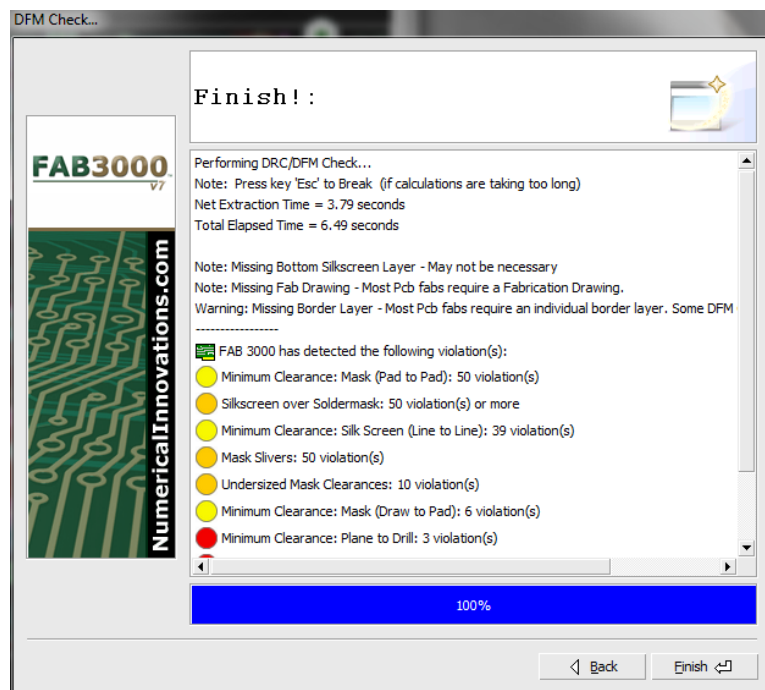 DFM Check...
Finish!:
FAB3000
V7
NumericalInnovations.com
Performing DRC/DFM Check...
Note: Press key 'Esc' to Break (if calculations are taking too long)
Net Extraction Time = 3.79 seconds
Total Elapsed Time = 6.49 seconds
Note: Missing Bottom Silkscreen Layer - May not be necessary
Note: Missing Fab Drawing - Most Pcb fabs require a Fabrication Drawing.
Warning: Missing Border Layer - Most Pcb fabs require an individual border layer. Some DFM
-----------------
FAB 3000 has detected the following violation(s):
Minimum Clearance: Mask (Pad to Pad): 50 violation(s)
Silkscreen over Soldermask: 50 violation(s) or more
Minimum Clearance: Silk Screen (Line to Line): 39 violation(s)
Mask Slivers: 50 violation(s)
Undersized Mask Clearances: 10 violation(s)
Minimum Clearance: Mask (Draw to Pad): 6 violation(s)
Minimum Clearance: Plane to Drill: 3 violation(s)
100%
Back
Finish